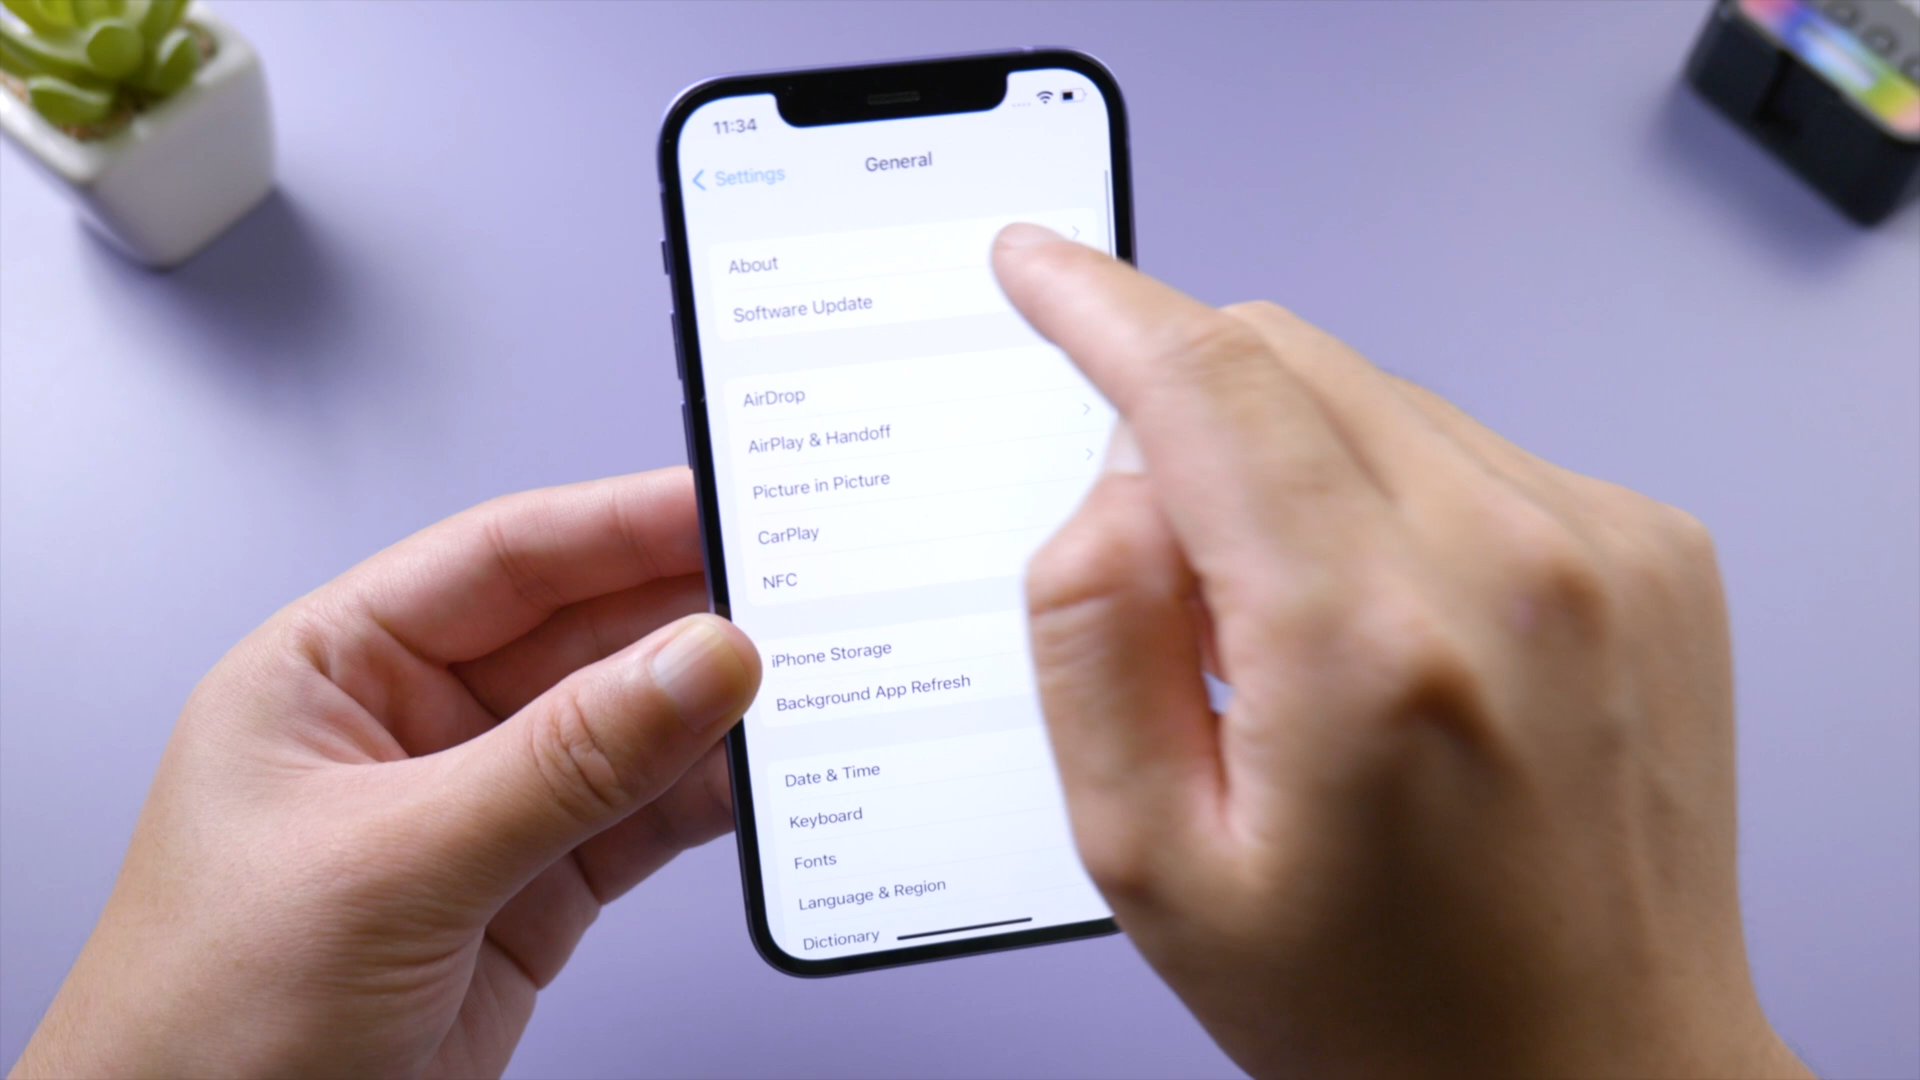 11:34
Settings
General
About
Software Update
AirDrop
AirPlay & Handoff
Picture in Picture
CarPlay
NFC
iPhone Storage
Background App Refresh
Date & Time
Keyboard
Fonts
Language & Region
Dictionary